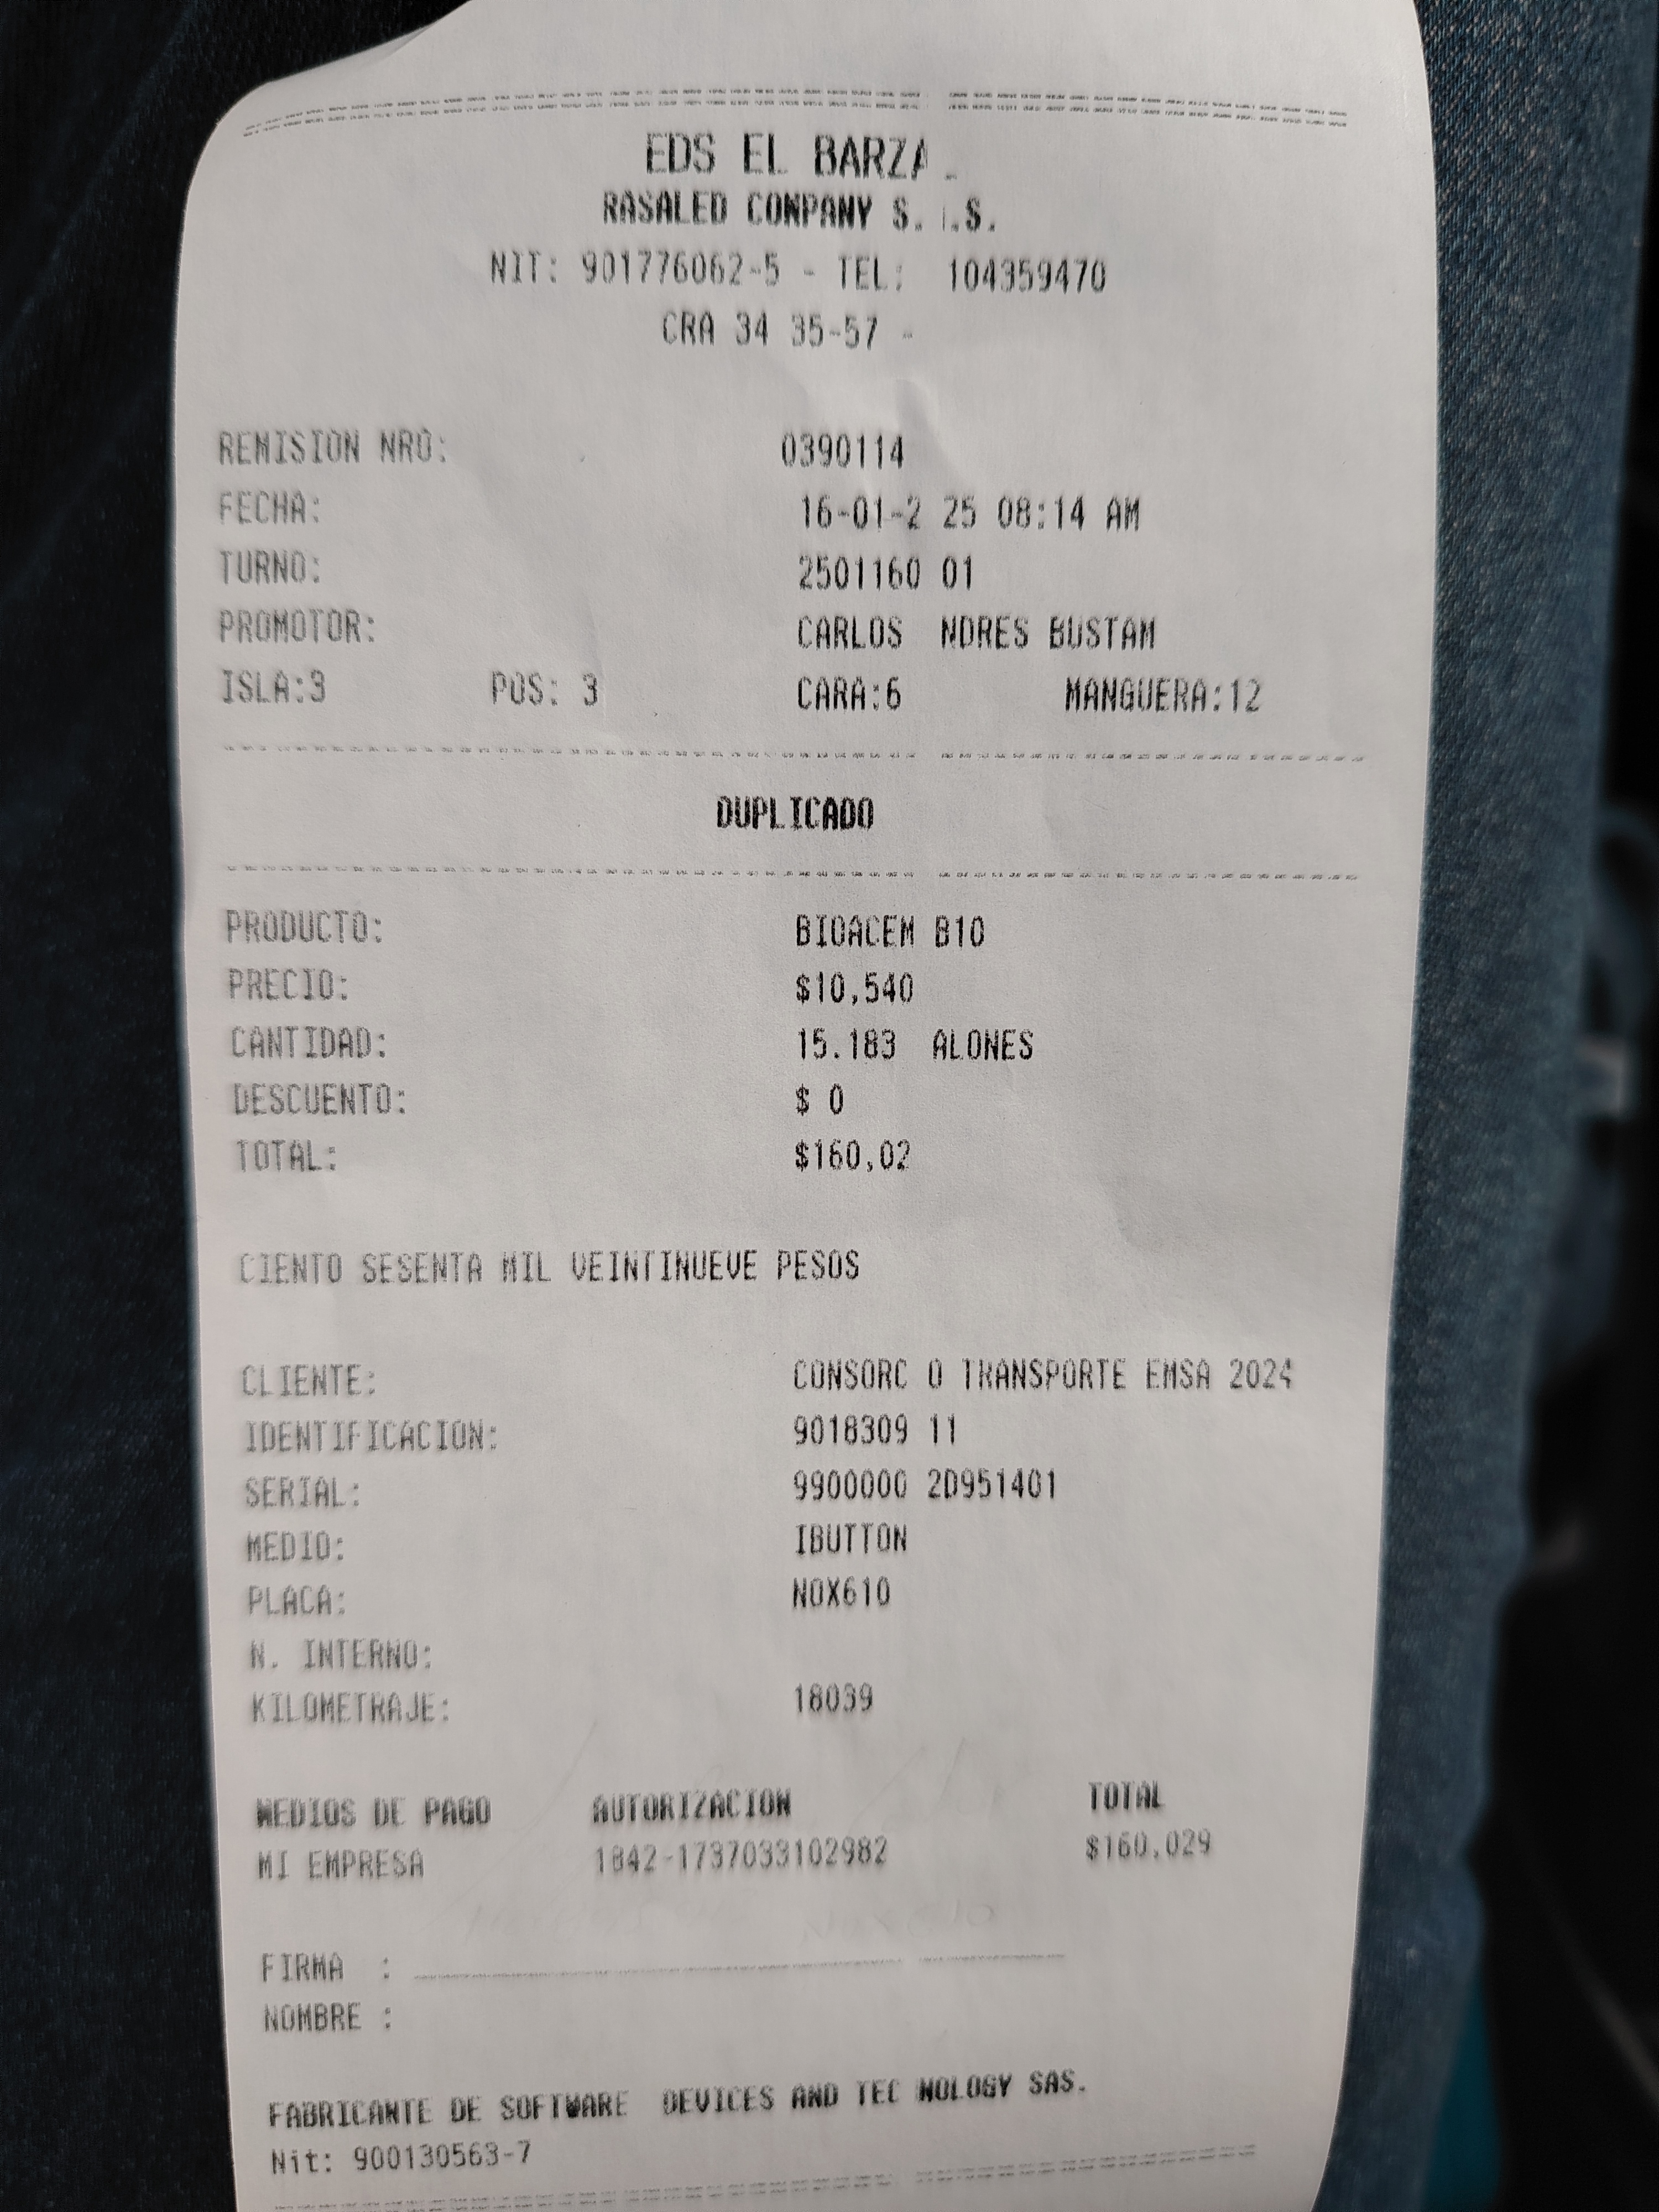 EDS EL BARZA
RASALED CONPANY S. .S.
NIT: 901776062-5 - TEL: 104359470
CRA 34 35-57 -
REMISION NRO: 0390114
FECHA: 16-01-2 25 08:14 AM
TURNO: 2501160 01
PROMOTOR: CARLOS NDRES BUSTAM
ISLA:3 POS: 3 CARA:6 MANGUERA:12
DUPLICADO
PRODUCTO: BIOACEM B10
PRECIO: $10,540
CANTIDAD: 15.183 ALONES
DESCUENTO: $ 0
TOTAL: $160,02
CIENTO SESENTA MIL VEINTINUEVE PESOS
CLIENTE: CONSORC O TRANSPORTE EMSA 2024
IDENTIFICACION: 9018309 11
SERIAL: 9900000 2D951401
MEDIO: IBUTTON
PLACA: NOX610
N. INTERNO:
KILOMETRAJE: 18039
MEDIOS DE PAGO AUTORIZACION TOTAL
MI EMPRESA 1842-1737033102982 $160,029
FIRMA :
NOMBRE :
FABRICANTE DE SOFTWARE DEVICES AND TEC NOLOGY SAS.
Nit: 900130563-7